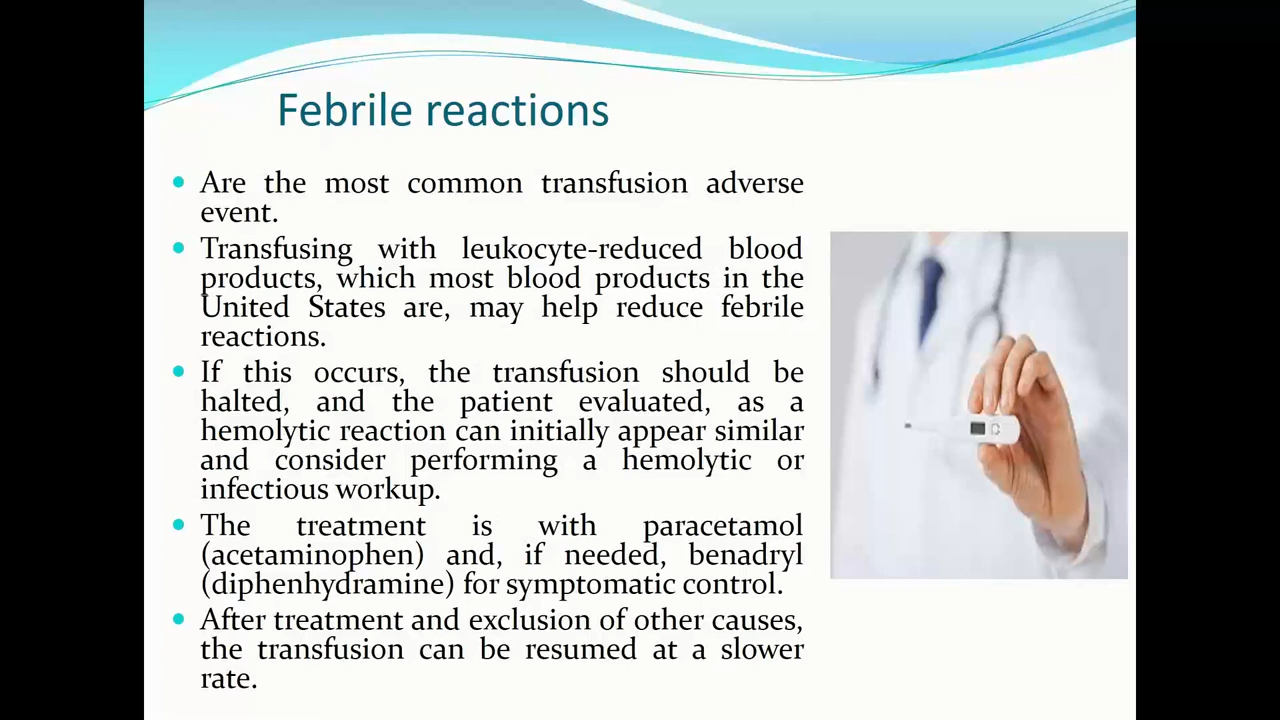 Febrile reactions
Are the most common transfusion adverse
event.
Transfusing with leukocyte-reduced blood
products, which most blood products in the
United States are, may help reduce febrile
reactions.
If this occurs, the transfusion should be
halted, and the patient evaluated, as a
hemolytic reaction can initially appear similar
and consider performing a hemolytic or
infectious workup.
The treatment is with paracetamol
(acetaminophen) and, if needed, benadryl
(diphenhydramine) for symptomatic control.
After treatment and exclusion of other causes,
the transfusion can be resumed at a slower
rate.